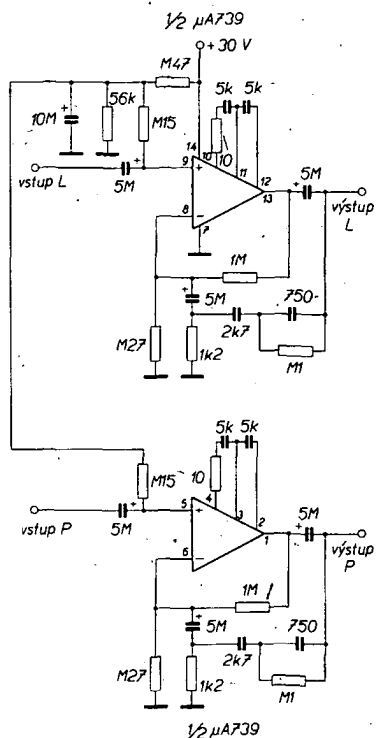 1/2 µA739
+30 V
M47
5k 5k
10M
56k
M15
10
14
10
11
12
13
9
+
8
−
7
vstup L
5M
5M
výstup
L
1M
5M
750
2k7
M27
1k2
M1
5k 5k
M15
10
4
3
2
1
5
+
6
−
vstup P
5M
5M
výstup
P
1M
5M
750
2k7
M27
1k2
M1
1/2 µA739